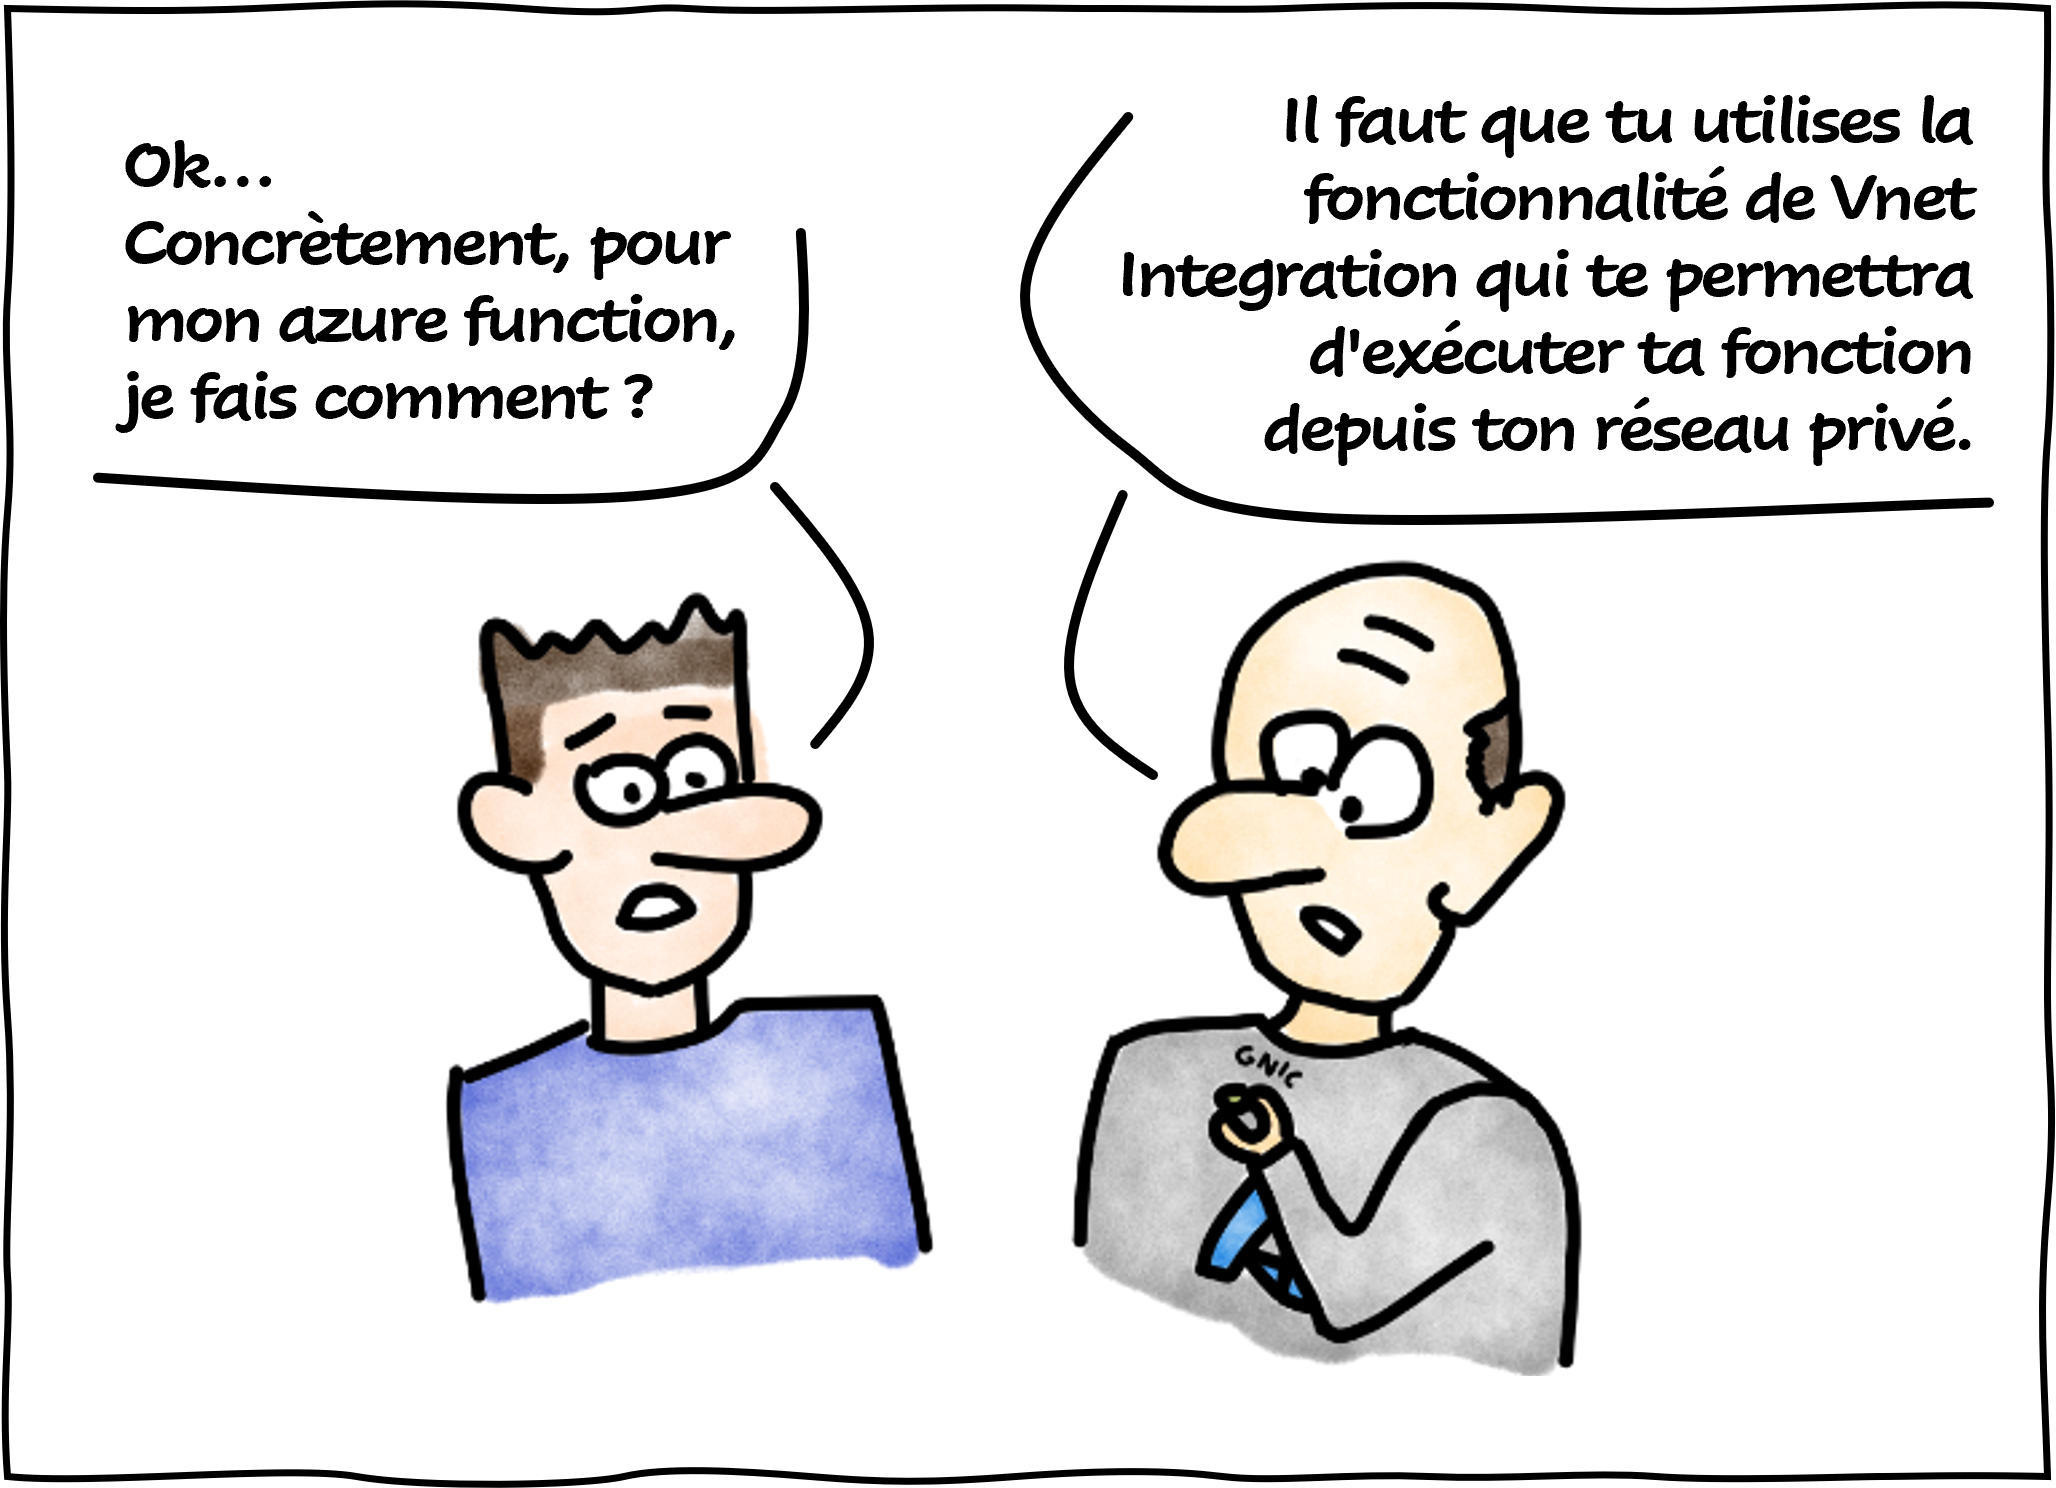 Ok...
Concrètement, pour
mon azure function,
je fais comment ?
Il faut que tu utilises la
fonctionnalité de Vnet
Integration qui te permettra
d'exécuter ta fonction
depuis ton réseau privé.
GNIC